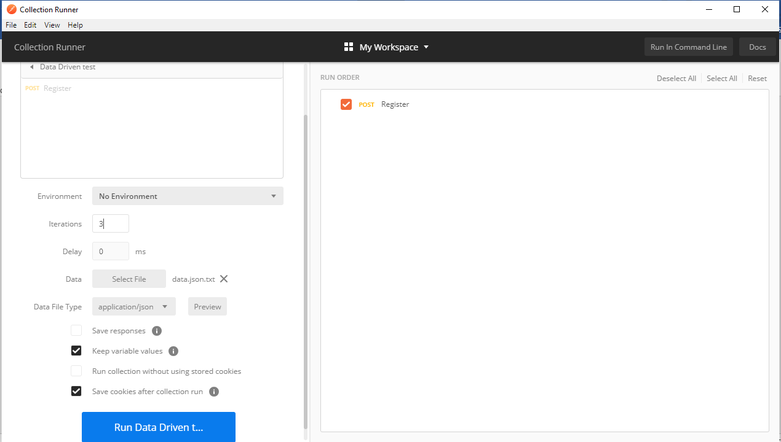 Collection Runner
File Edit View Help
Collection Runner
My Workspace
Run In Command Line
Docs
Data Driven test
POST Register
Environment No Environment
Iterations 3
Delay 0 ms
Data Select File data.json.txt
Data File Type application/json Preview
Save responses
Keep variable values
Run collection without using stored cookies
Save cookies after collection run
Run Data Driven t...
RUN ORDER
Deselect All Select All Reset
POST Register